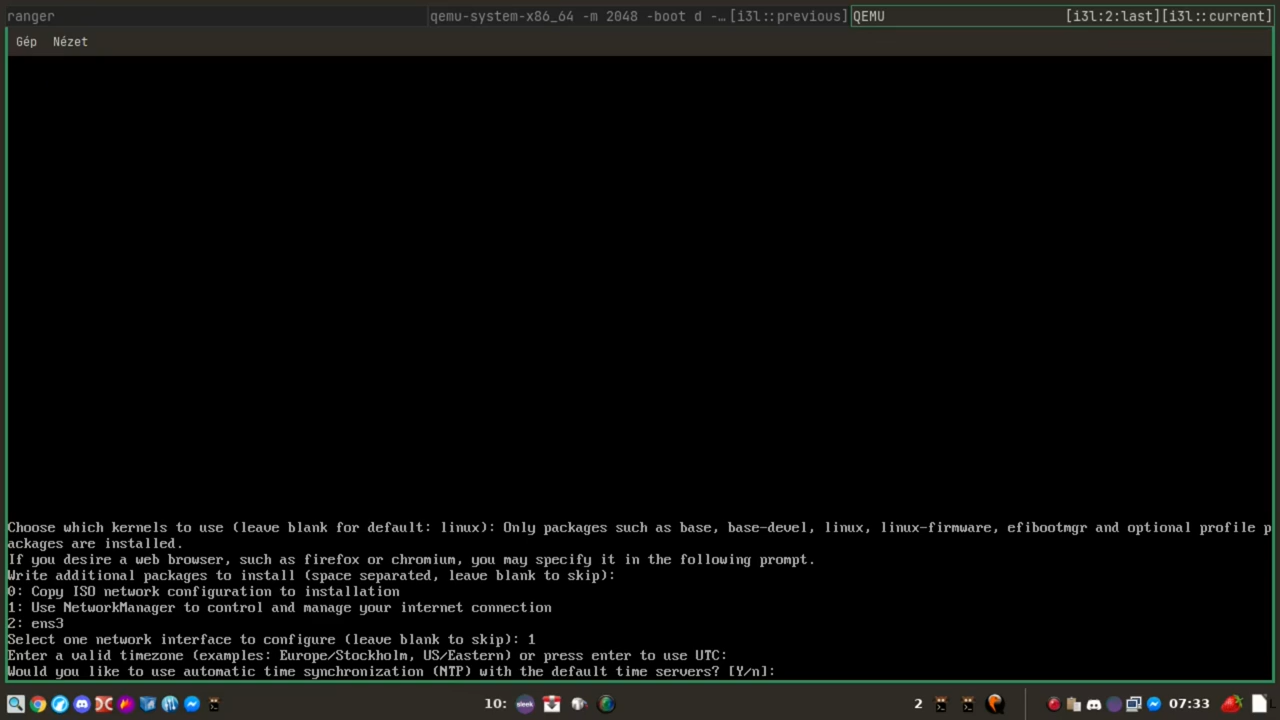 ranger
qemu-system-x86_64 -m 2048 -boot d -… [i3l::previous]
QEMU [i3l:2:last][i3l::current]
Gép Nézet
Choose which kernels to use (leave blank for default: linux): Only packages such as base, base-devel, linux, linux-firmware, efibootmgr and optional profile p
ackages are installed.
If you desire a web browser, such as firefox or chromium, you may specify it in the following prompt.
Write additional packages to install (space separated, leave blank to skip):
0: Copy ISO network configuration to installation
1: Use NetworkManager to control and manage your internet connection
2: ens3
Select one network interface to configure (leave blank to skip): 1
Enter a valid timezone (examples: Europe/Stockholm, US/Eastern) or press enter to use UTC:
Would you like to use automatic time synchronization (NTP) with the default time servers? [Y/n]:
10: sleek 2 07:33